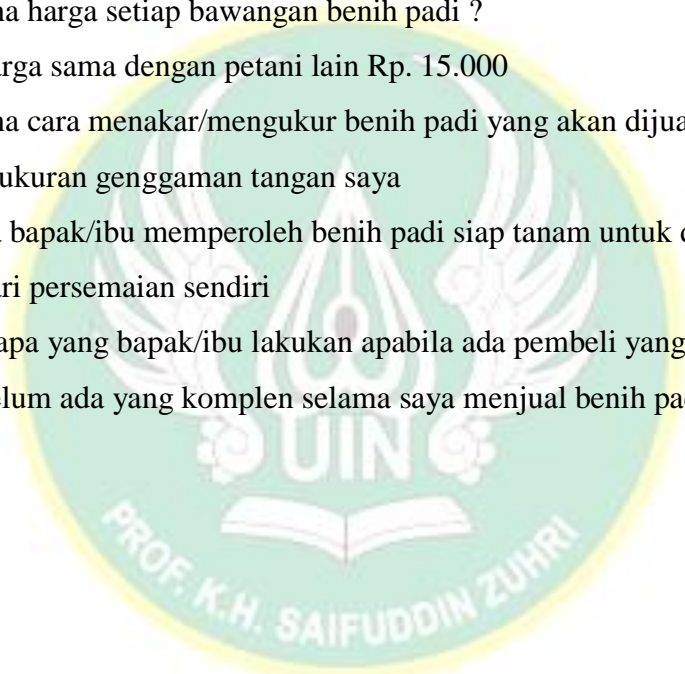 na harga setiap bawangan benih padi ?
arga sama dengan petani lain Rp. 15.000
na cara menakar/mengukur benih padi yang akan dijua
ukuran genggaman tangan saya
bapak/ibu memperoleh benih padi siap tanam untuk
ari persemaian sendiri
apa yang bapak/ibu lakukan apabila ada pembeli yang
elum ada yang komplen selama saya menjual benih pa
UIN
PROF. K.H. SAIFUDDIN ZUHRI